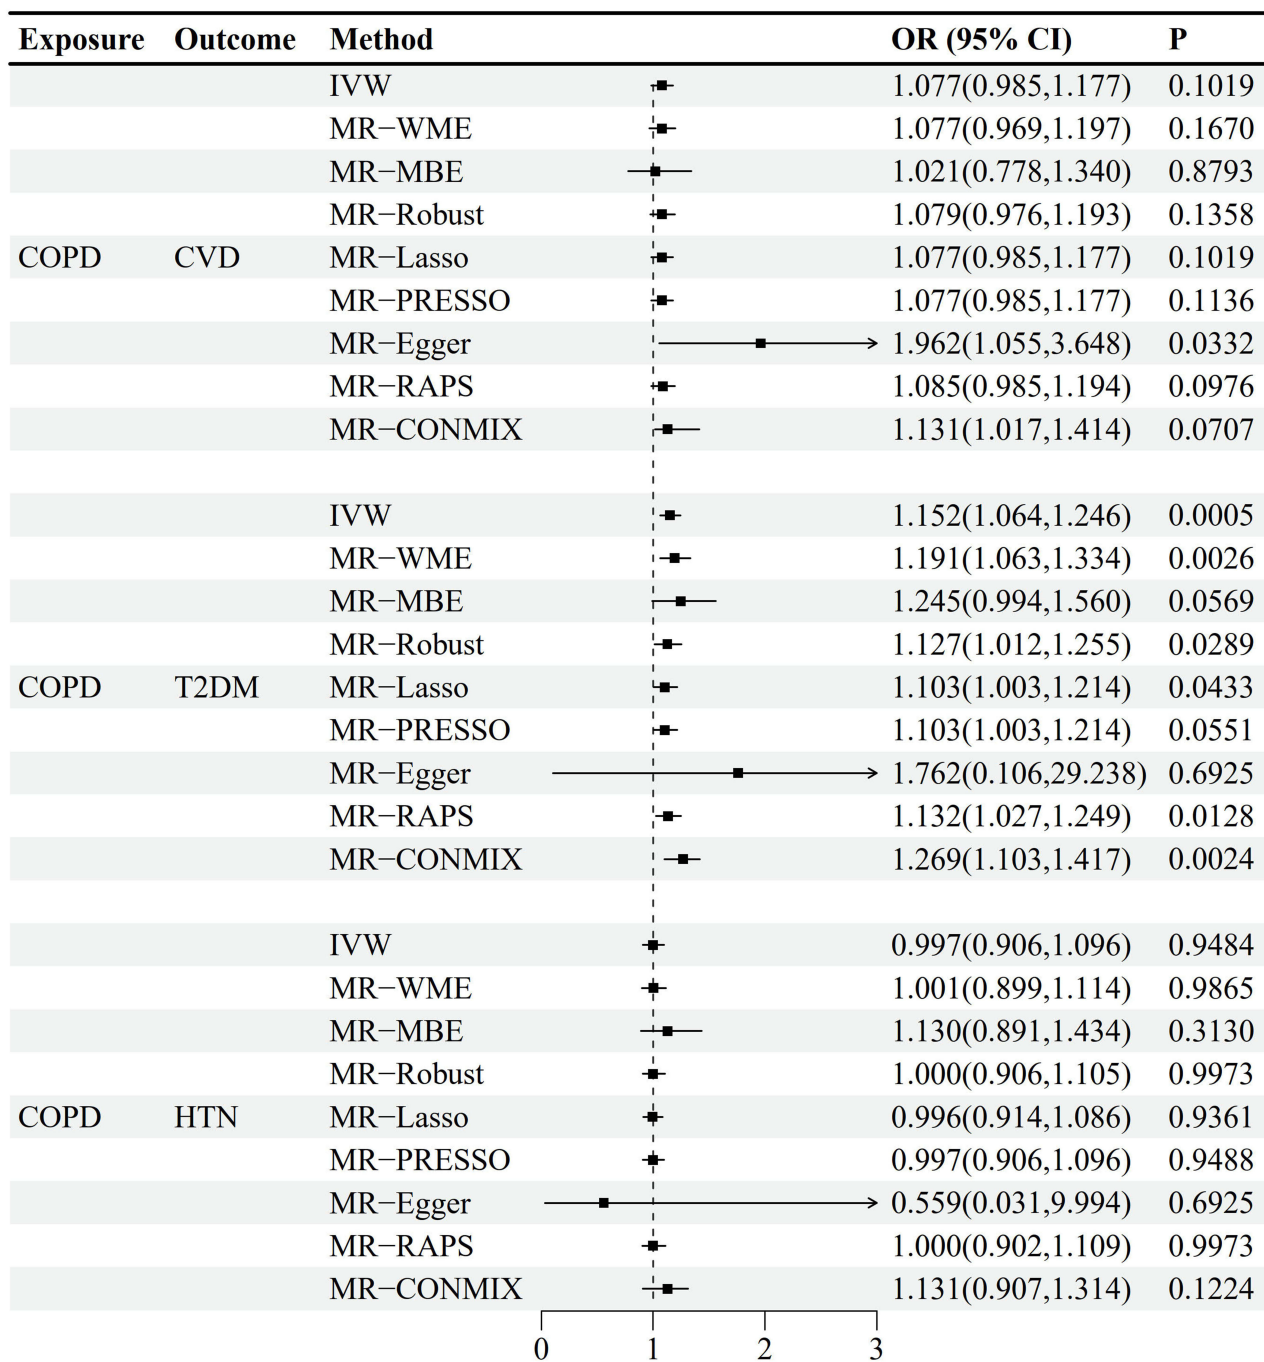 Exposure Outcome Method OR (95% CI) P
IVW 1.077(0.985,1.177) 0.1019
MR−WME 1.077(0.969,1.197) 0.1670
MR−MBE 1.021(0.778,1.340) 0.8793
MR−Robust 1.079(0.976,1.193) 0.1358
COPD CVD MR−Lasso 1.077(0.985,1.177) 0.1019
MR−PRESSO 1.077(0.985,1.177) 0.1136
MR−Egger 1.962(1.055,3.648) 0.0332
MR−RAPS 1.085(0.985,1.194) 0.0976
MR−CONMIX 1.131(1.017,1.414) 0.0707
IVW 1.152(1.064,1.246) 0.0005
MR−WME 1.191(1.063,1.334) 0.0026
MR−MBE 1.245(0.994,1.560) 0.0569
MR−Robust 1.127(1.012,1.255) 0.0289
COPD T2DM MR−Lasso 1.103(1.003,1.214) 0.0433
MR−PRESSO 1.103(1.003,1.214) 0.0551
MR−Egger 1.762(0.106,29.238) 0.6925
MR−RAPS 1.132(1.027,1.249) 0.0128
MR−CONMIX 1.269(1.103,1.417) 0.0024
IVW 0.997(0.906,1.096) 0.9484
MR−WME 1.001(0.899,1.114) 0.9865
MR−MBE 1.130(0.891,1.434) 0.3130
MR−Robust 1.000(0.906,1.105) 0.9973
COPD HTN MR−Lasso 0.996(0.914,1.086) 0.9361
MR−PRESSO 0.997(0.906,1.096) 0.9488
MR−Egger 0.559(0.031,9.994) 0.6925
MR−RAPS 1.000(0.902,1.109) 0.9973
MR−CONMIX 1.131(0.907,1.314) 0.1224
0 1 2 3